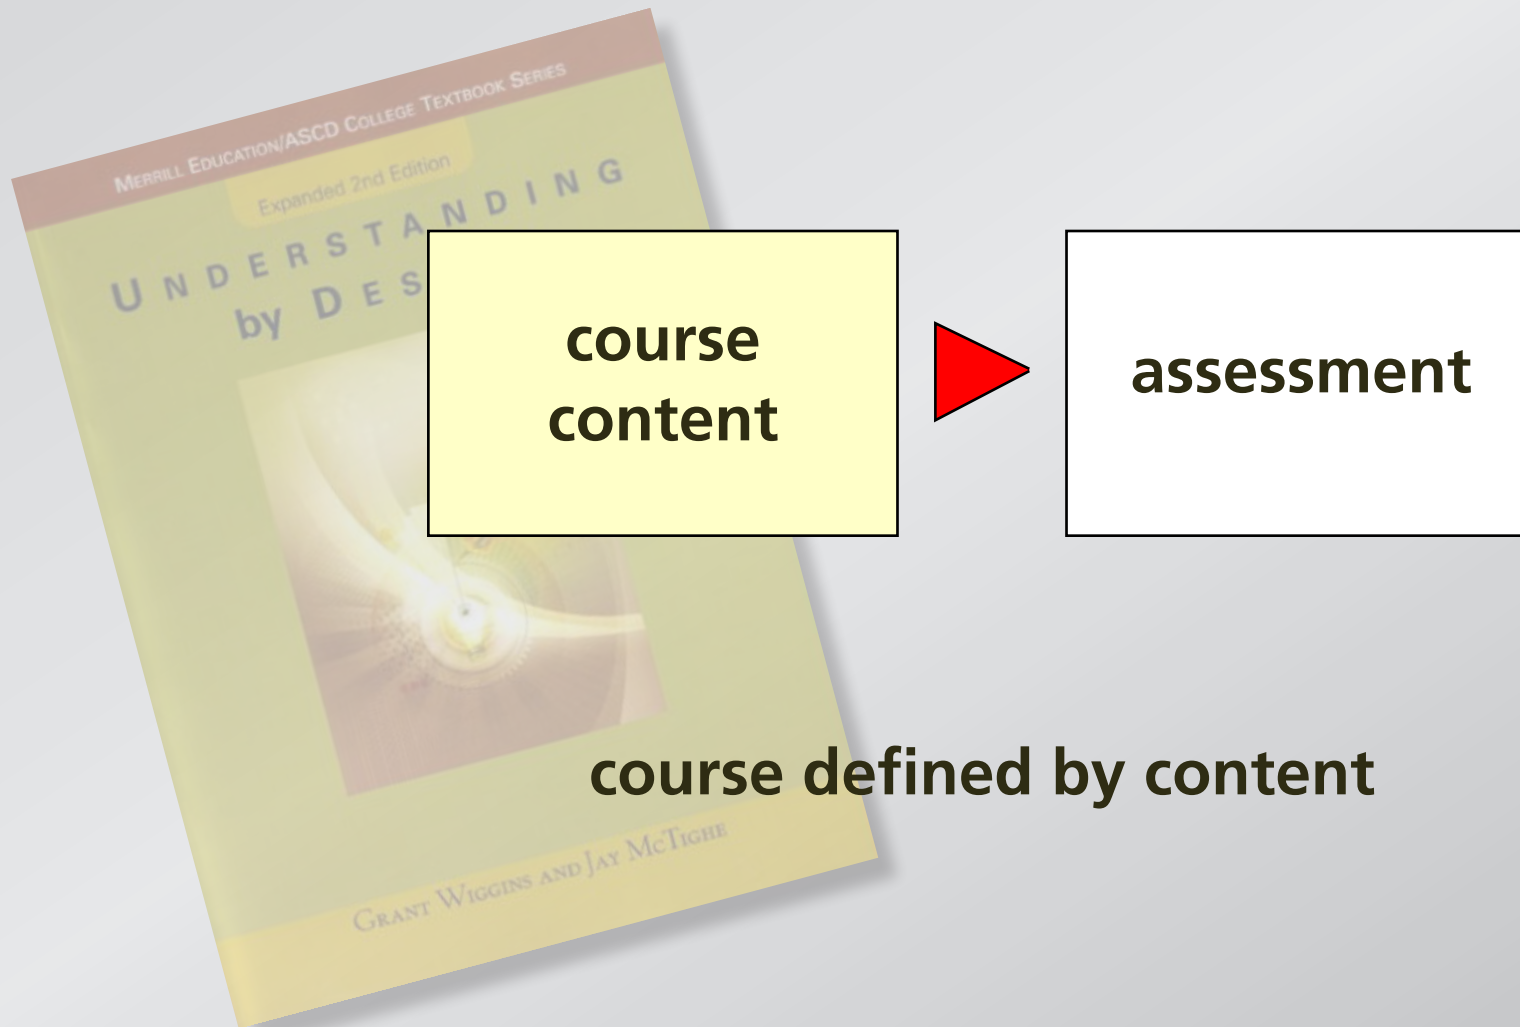 MERRILL EDUCATION/ASCD COLLEGE TEXTBOOK SERIES
Expanded 2nd Edition
UNDERSTANDING
by DES
course
content
assessment
course defined by content
GRANT WIGGINS AND JAY MCTIGHE